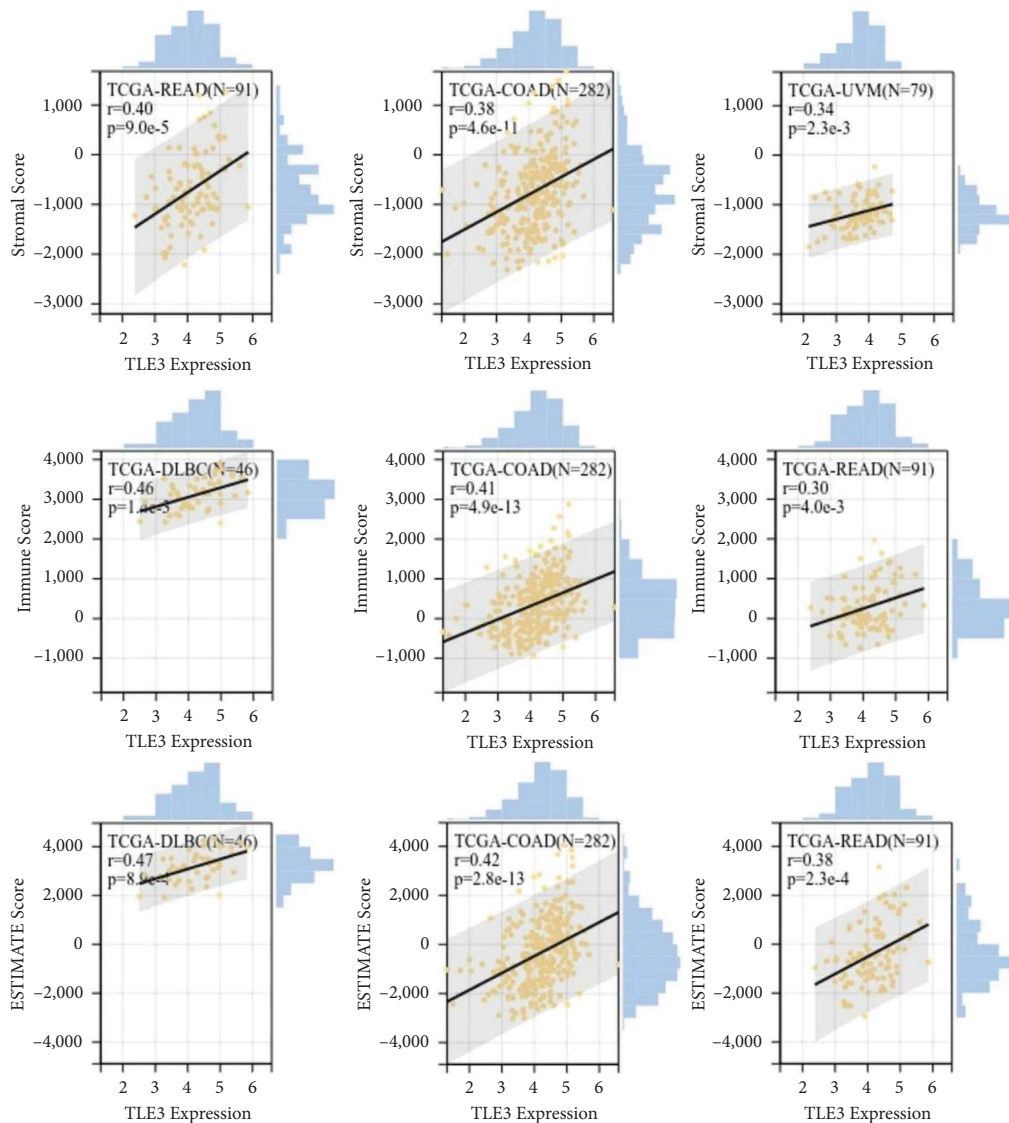 TCGA-READ(N=91)
r=0.40
p=9.0e-5
Stromal Score
1,000
0
–1,000
–2,000
–3,000
2 3 4 5 6
TLE3 Expression
TCGA-COAD(N=282)
r=0.38
p=4.6e-11
Stromal Score
1,000
0
–1,000
–2,000
–3,000
2 3 4 5 6
TLE3 Expression
TCGA-UVM(N=79)
r=0.34
p=2.3e-3
Stromal Score
1,000
0
–1,000
–2,000
–3,000
2 3 4 5 6
TLE3 Expression
TCGA-DLBC(N=46)
r=0.46
Immune Score
4,000
3,000
2,000
1,000
0
–1,000
2 3 4 5 6
TLE3 Expression
TCGA-COAD(N=282)
r=0.41
p=4.9e-13
Immune Score
4,000
3,000
2,000
1,000
0
–1,000
2 3 4 5 6
TLE3 Expression
TCGA-READ(N=91)
r=0.30
p=4.0e-3
Immune Score
4,000
3,000
2,000
1,000
0
–1,000
2 3 4 5 6
TLE3 Expression
TCGA-DLBC(N=46)
r=0.47
ESTIMATE Score
4,000
2,000
0
–2,000
–4,000
2 3 4 5 6
TLE3 Expression
TCGA-COAD(N=282)
r=0.42
p=2.8e-13
ESTIMATE Score
4,000
2,000
0
–2,000
–4,000
2 3 4 5 6
TLE3 Expression
TCGA-READ(N=91)
r=0.38
p=2.3e-4
ESTIMATE Score
4,000
2,000
0
–2,000
–4,000
2 3 4 5 6
TLE3 Expression